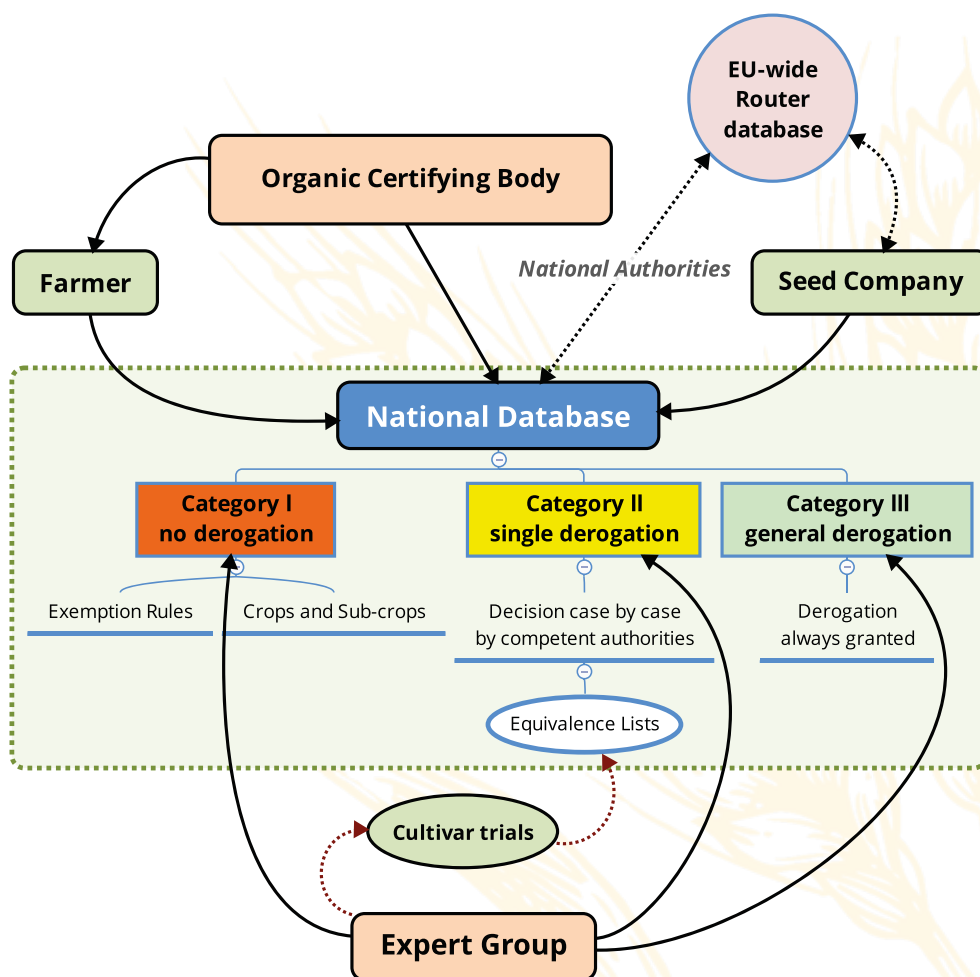 EU-wide
Router
database
Organic Certifying Body
National Authorities
Farmer
Seed Company
National Database
Category I
no derogation
Category II
single derogation
Category III
general derogation
Exemption Rules
Crops and Sub-crops
Decision case by case
by competent authorities
Derogation
always granted
Equivalence Lists
Cultivar trials
Expert Group